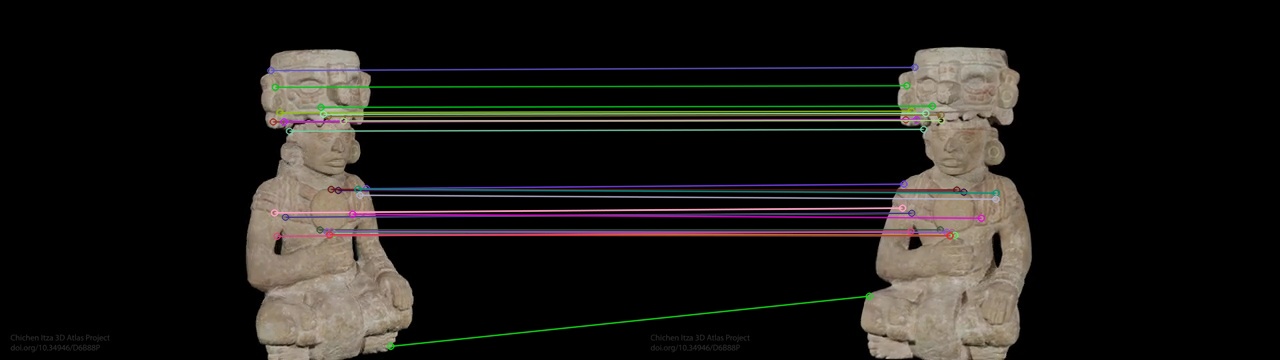 Chichen Itza 3D Atlas Project
doi.org/10.34946/D6B88P
Chichen Itza 3D Atlas Project
doi.org/10.34946/D6B88P